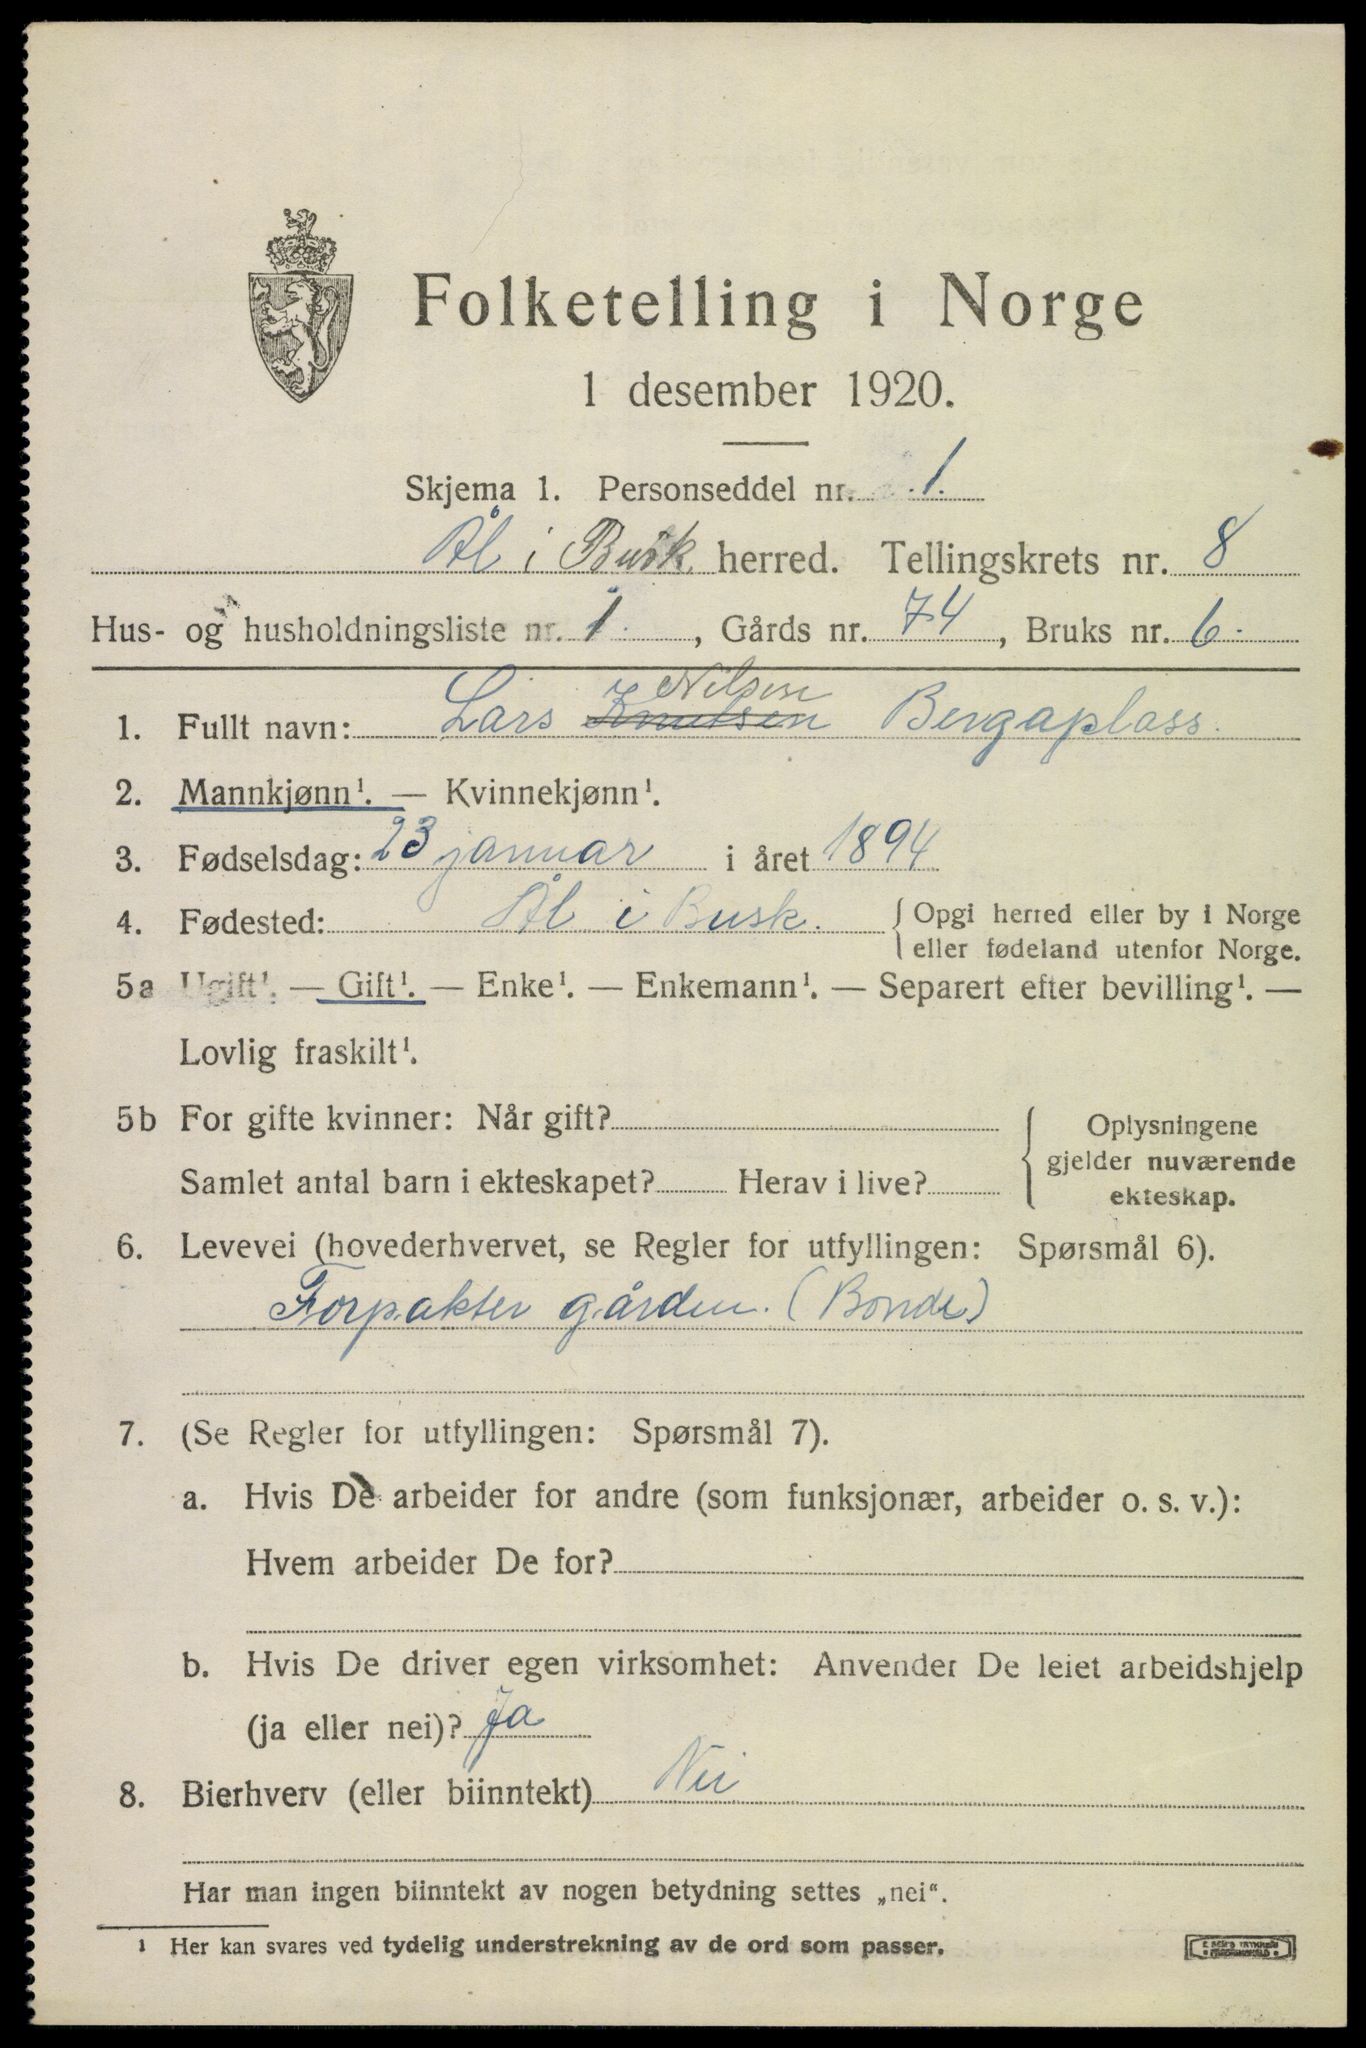 Folketelling i Norge
1 desember 1920.
Skjema 1. Personseddel nr. 1.
Ål i Busk. herred. Tellingskrets nr. 8
Hus- og husholdningsliste nr. 1. , Gårds nr. 74 , Bruks nr. 6.
Nilsen
1. Fullt navn: Lars Knutsen Bergaplass.
2. Mannkjønn¹. — Kvinnekjønn¹.
3. Fødselsdag: 23 januar i året 1894
4. Fødested: Ål i Busk. { Opgi herred eller by i Norge
eller fødeland utenfor Norge.
5a Ugift¹. — Gift¹. — Enke¹. — Enkemann¹. — Separert efter bevilling¹. —
Lovlig fraskilt¹.
5b For gifte kvinner: Når gift? Oplysningene
gjelder nuværende
Samlet antal barn i ekteskapet? Herav i live? ekteskap.
6. Levevei (hovederhvervet, se Regler for utfyllingen: Spørsmål 6).
Forpakter gården. (Bonde)
7. (Se Regler for utfyllingen: Spørsmål 7).
a. Hvis De arbeider for andre (som funksjonær, arbeider o. s. v.):
Hvem arbeider De for?
b. Hvis De driver egen virksomhet: Anvender De leiet arbeidshjelp
(ja eller nei)? Ja
8. Bierhverv (eller biinntekt) Nei
Har man ingen biinntekt av nogen betydning settes „nei“.
¹ Her kan svares ved tydelig understrekning av de ord som passer.